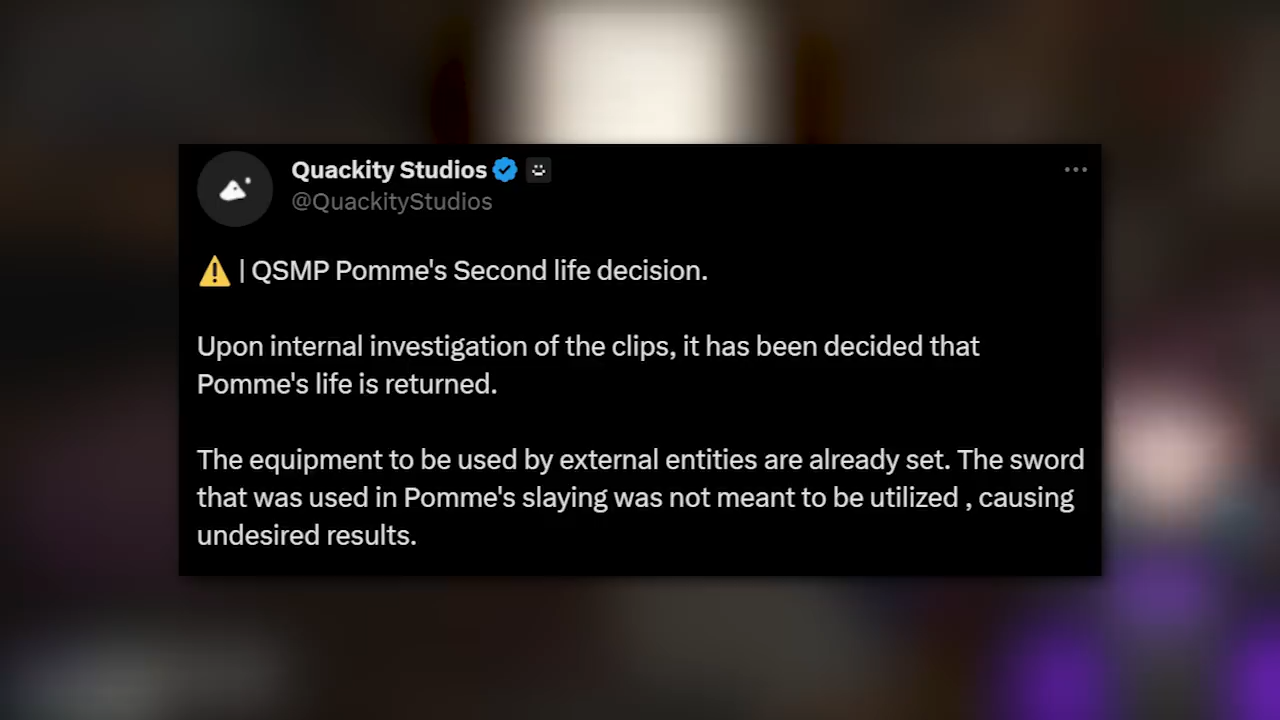 Quackity Studios
@QuackityStudios
⚠️ | QSMP Pomme's Second life decision.
Upon internal investigation of the clips, it has been decided that
Pomme's life is returned.
The equipment to be used by external entities are already set. The sword
that was used in Pomme's slaying was not meant to be utilized , causing
undesired results.